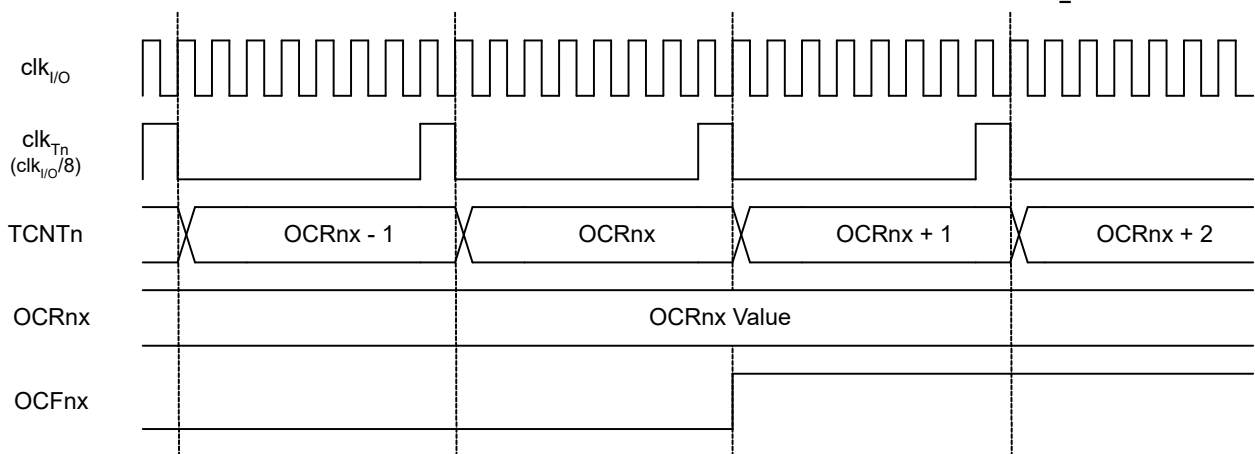 clkI/O
clkTn
(clkI/O/8)
TCNTn OCRnx - 1 OCRnx OCRnx + 1 OCRnx + 2
OCRnx OCRnx Value
OCFnx